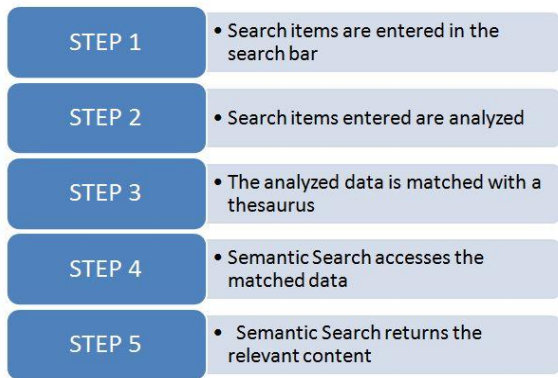 STEP 1
• Search items are entered in the
search bar
STEP 2
• Search items entered are analyzed
STEP 3
• The analyzed data is matched with a
thesaurus
STEP 4
• Semantic Search accesses the
matched data
STEP 5
• Semantic Search returns the
relevant content